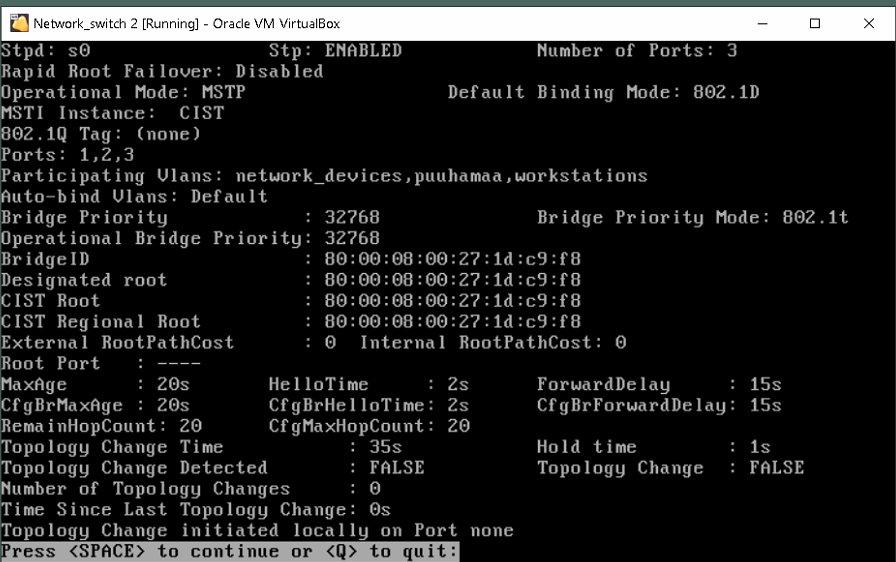 Network_switch 2 [Running] - Oracle VM VirtualBox
Stpd: s0 Stp: ENABLED Number of Ports: 3
Rapid Root Failover: Disabled
Operational Mode: MSTP Default Binding Mode: 802.1D
MSTI Instance: CIST
802.1Q Tag: (none)
Ports: 1,2,3
Participating Vlans: network_devices,puuhamaa,workstations
Auto-bind Vlans: Default
Bridge Priority : 32768 Bridge Priority Mode: 802.1t
Operational Bridge Priority: 32768
BridgeID : 80:00:08:00:27:1d:c9:f8
Designated root : 80:00:08:00:27:1d:c9:f8
CIST Root : 80:00:08:00:27:1d:c9:f8
CIST Regional Root : 80:00:08:00:27:1d:c9:f8
External RootPathCost : 0 Internal RootPathCost: 0
Root Port : ----
MaxAge : 20s HelloTime : 2s ForwardDelay : 15s
CfgBrMaxAge : 20s CfgBrHelloTime: 2s CfgBrForwardDelay: 15s
RemainHopCount: 20 CfgMaxHopCount: 20
Topology Change Time : 35s Hold time : 1s
Topology Change Detected : FALSE Topology Change : FALSE
Number of Topology Changes : 0
Time Since Last Topology Change: 0s
Topology Change initiated locally on Port none
Press <SPACE> to continue or <Q> to quit: